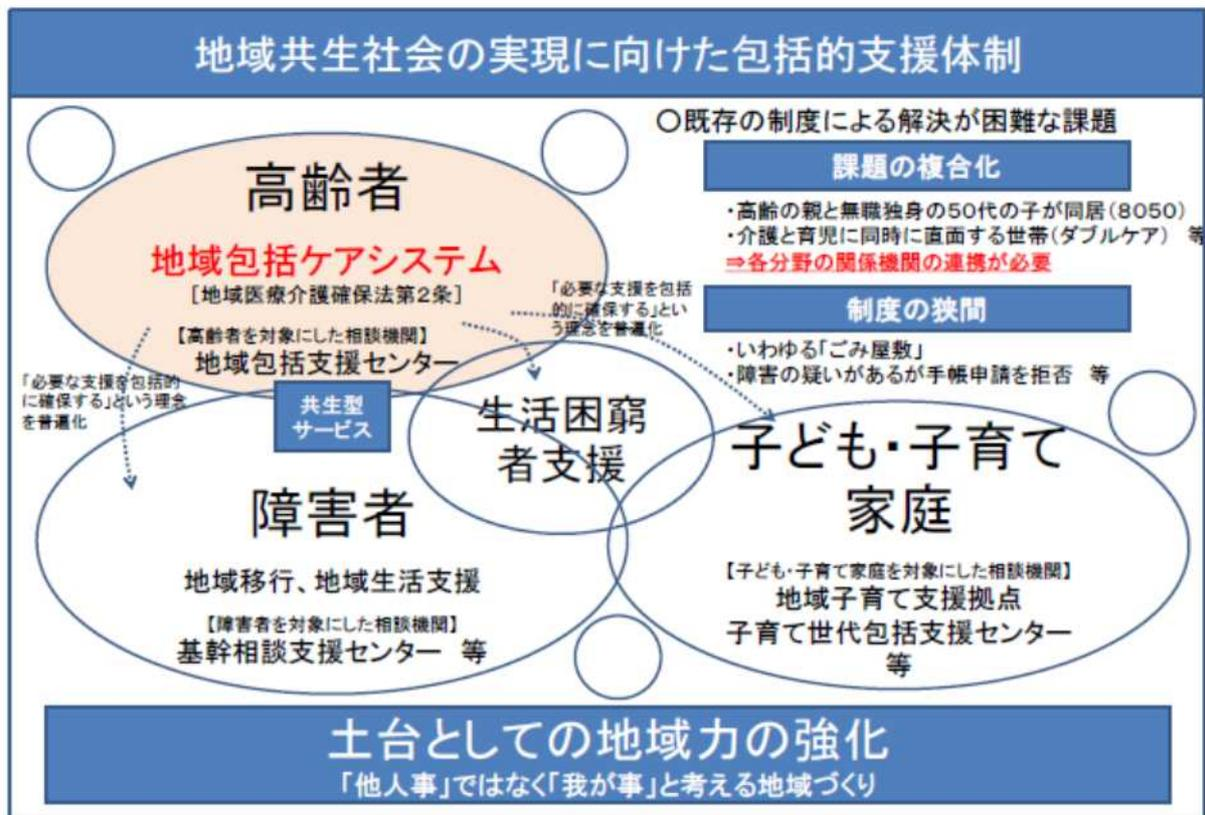 地域共生社会の実現に向けた包括的支援体制
高齢者
地域包括ケアシステム
[地域医療介護確保法第2条]
【高齢者を対象にした相談機関】
地域包括支援センター
「必要な支援を包括的
に確保する」という理念
を普遍化
「必要な支援を包括
的に確保する」とい
う理念を普遍化
○既存の制度による解決が困難な課題
課題の複合化
・高齢の親と無職独身の50代の子が同居(8050)
・介護と育児に同時に直面する世帯(ダブルケア) 等
⇒各分野の関係機関の連携が必要
制度の狭間
・いわゆる「ごみ屋敷」
・障害の疑いがあるが手帳申請を拒否 等
共生型
サービス
生活困窮
者支援
障害者
地域移行、地域生活支援
【障害者を対象にした相談機関】
基幹相談支援センター 等
子ども・子育て
家庭
【子ども・子育て家庭を対象にした相談機関】
地域子育て支援拠点
子育て世代包括支援センター
等
土台としての地域力の強化
「他人事」ではなく「我が事」と考える地域づくり